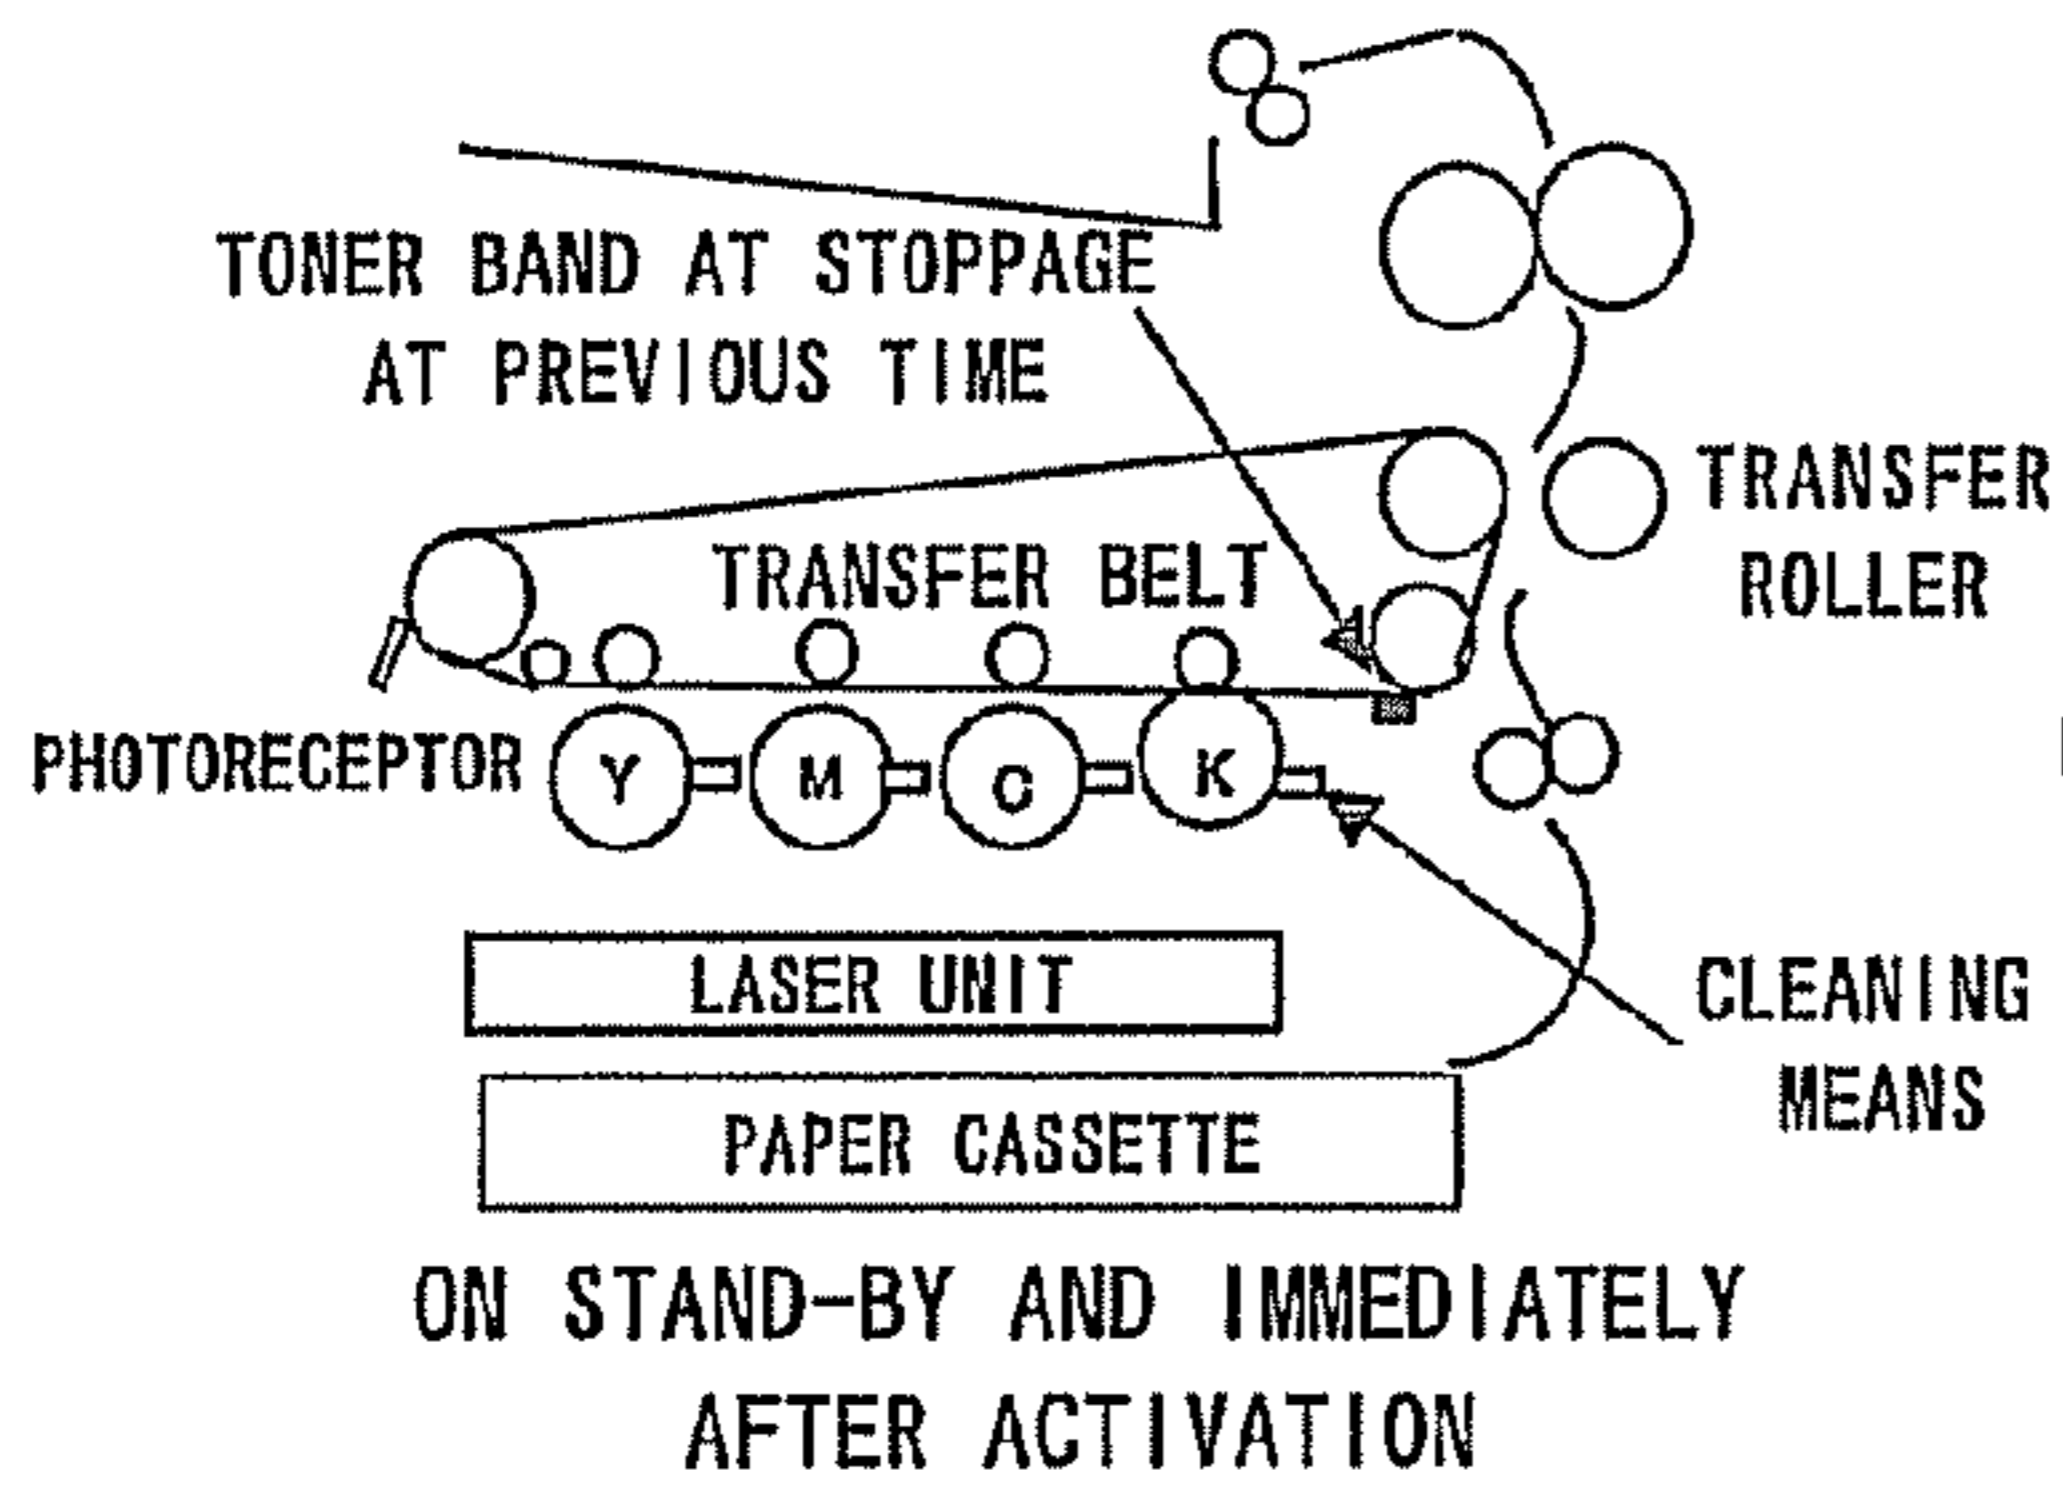 TONER BAND AT STOPPAGE
AT PREVIOUS TIME
TRANSFER
ROLLER
TRANSFER BELT
PHOTORECEPTOR
Y
M
C
K
LASER UNIT
CLEANING
MEANS
PAPER CASSETTE
ON STAND-BY AND IMMEDIATELY
AFTER ACTIVATION